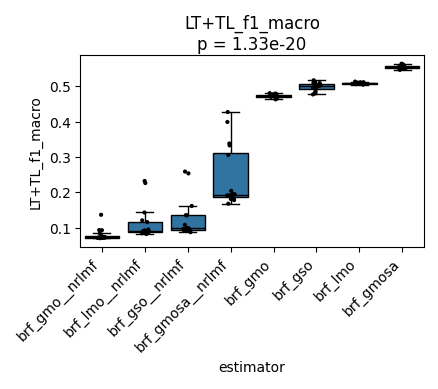 LT+TL_f1_macro
p = 1.33e-20
LT+TL_f1_macro
0.5
0.4
0.3
0.2
0.1
brf_gmo__nrlmf
brf_lmo__nrlmf
brf_gso__nrlmf
brf_gmosa__nrlmf
brf_gmo
brf_gso
brf_lmo
brf_gmosa
estimator